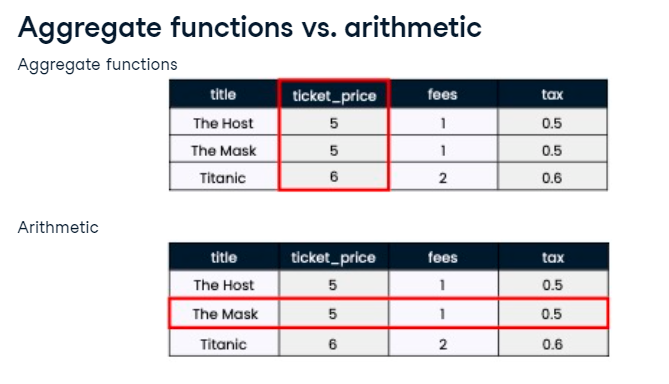 Aggregate functions vs. arithmetic
Aggregate functions
title ticket_price fees tax
The Host 5 1 0.5
The Mask 5 1 0.5
Titanic 6 2 0.6
Arithmetic
title ticket_price fees tax
The Host 5 1 0.5
The Mask 5 1 0.5
Titanic 6 2 0.6